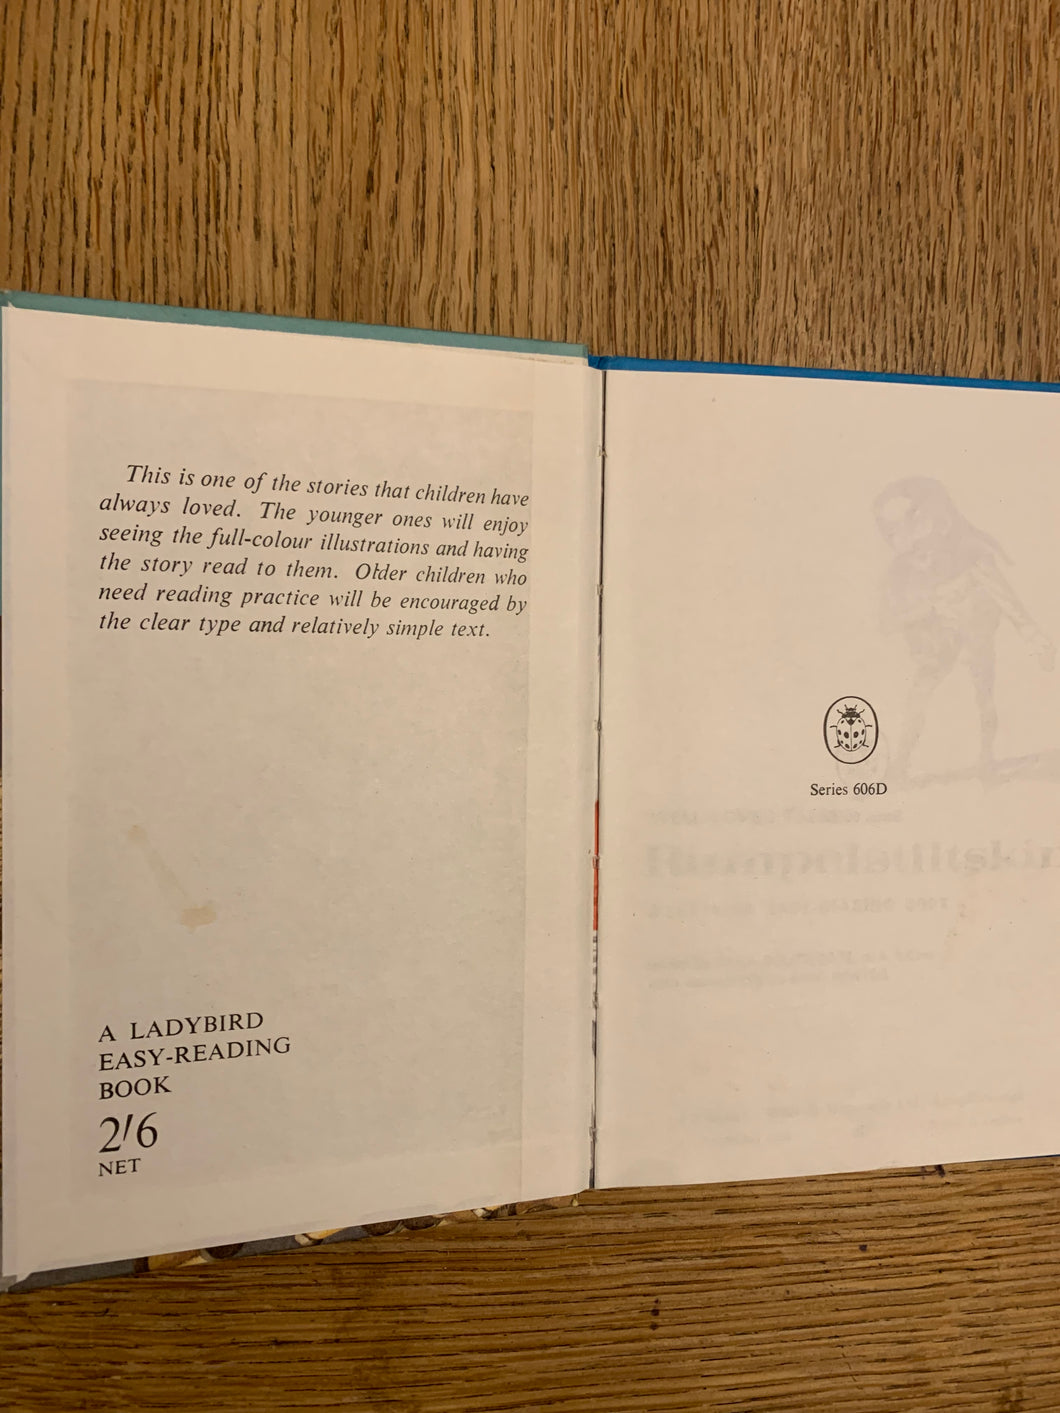 This is one of the stories that children have
always loved. The younger ones will enjoy
seeing the full-colour illustrations and having
the story read to them. Older children who
need reading practice will be encouraged by
the clear type and relatively simple text.
A LADYBIRD
EASY-READING
BOOK
2/6
NET
Series 606D
Rumpelstiltskin